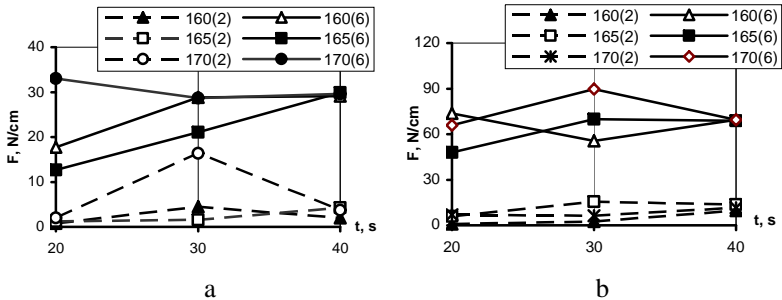 160(2) 160(6)
165(2) 165(6)
170(2) 170(6)
F, N/cm
40
30
20
10
0
20 30 40
t, s
a
160(2) 160(6)
165(2) 165(6)
170(2) 170(6)
F, N/cm
120
90
60
30
0
20 30 40
t, s
b